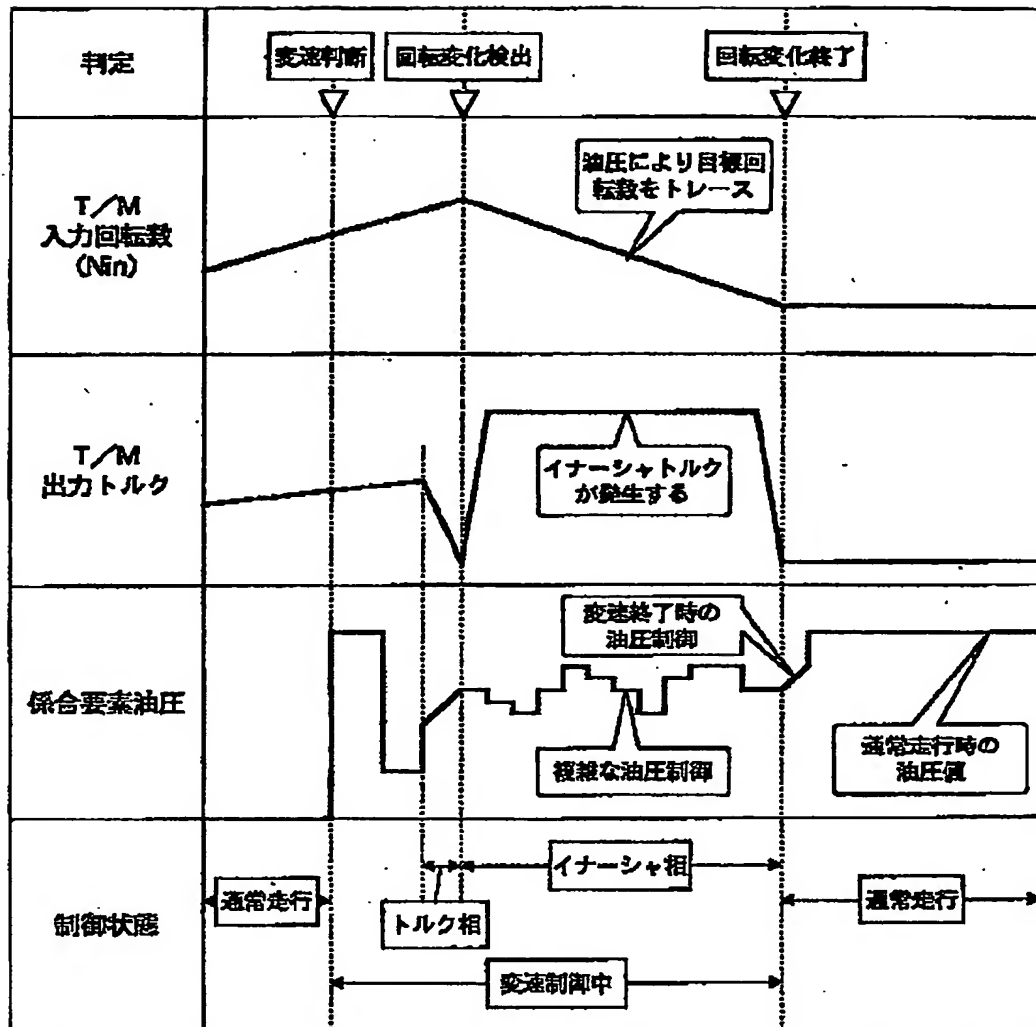 判定
変速判断
回転変化検出
回転変化終了
T／M
入力回転数
(Nin)
油圧により目標回
転数をトレース
T／M
出力トルク
イナーシャトルク
が発生する
係合要素油圧
変速終了時の
油圧制御
複雑な油圧制御
通常走行時の
油圧値
制御状態
通常走行
トルク相
イナーシャ相
通常走行
変速制御中